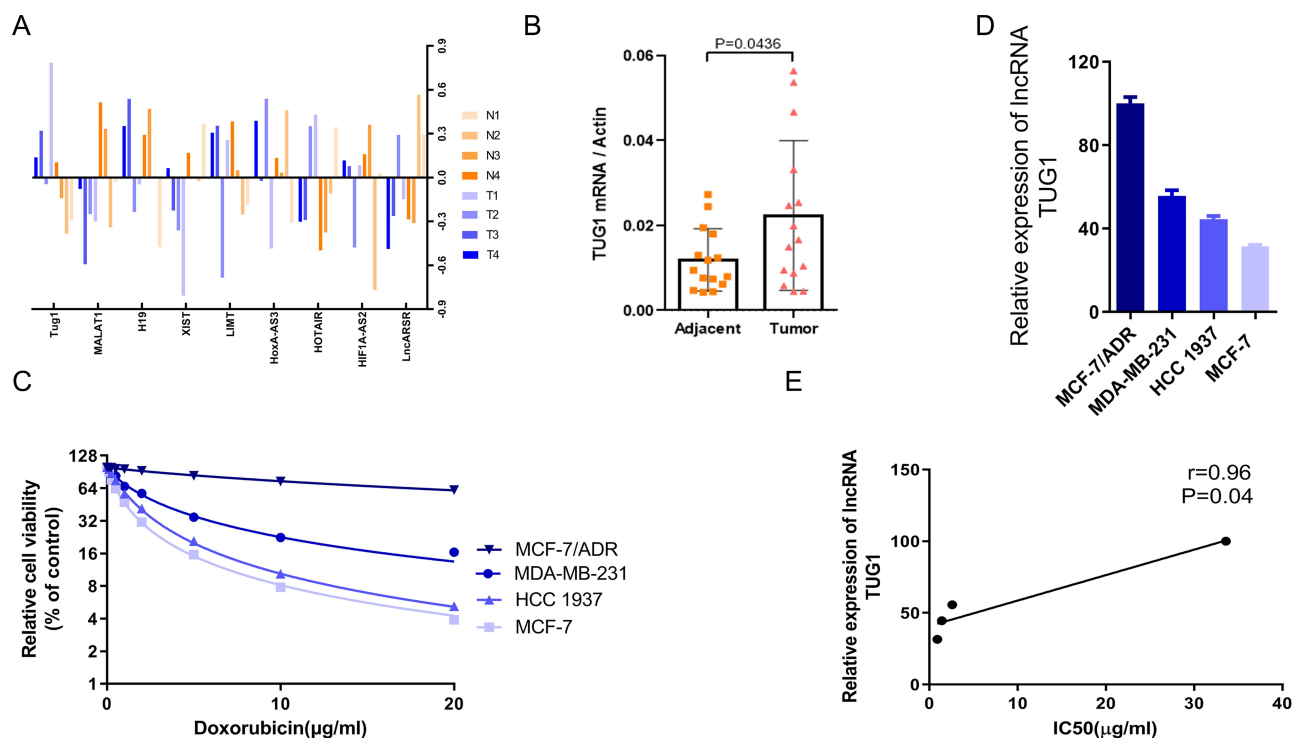 A
0.9
0.6
0.3
0.0
-0.3
-0.6
-0.9
N1
N2
N3
N4
T1
T2
T3
T4
Tug1
MALAT1
H19
XIST
LIMT
HoxA-AS3
HOTAIR
HIF1A-AS2
LncARSR
B
P=0.0436
TUG1 mRNA / Actin
0.06
0.04
0.02
0.00
Adjacent
Tumor
D
Relative expression of lncRNA
TUG1
120
80
40
0
MCF-7/ADR
MDA-MB-231
HCC 1937
MCF-7
C
Relative cell viability
(% of control)
128
64
32
16
8
4
2
1
0
10
20
Doxorubicin(μg/ml)
MCF-7/ADR
MDA-MB-231
HCC 1937
MCF-7
E
Relative expression of lncRNA
TUG1
150
100
50
0
r=0.96
P=0.04
0
10
20
30
40
IC50(μg/ml)